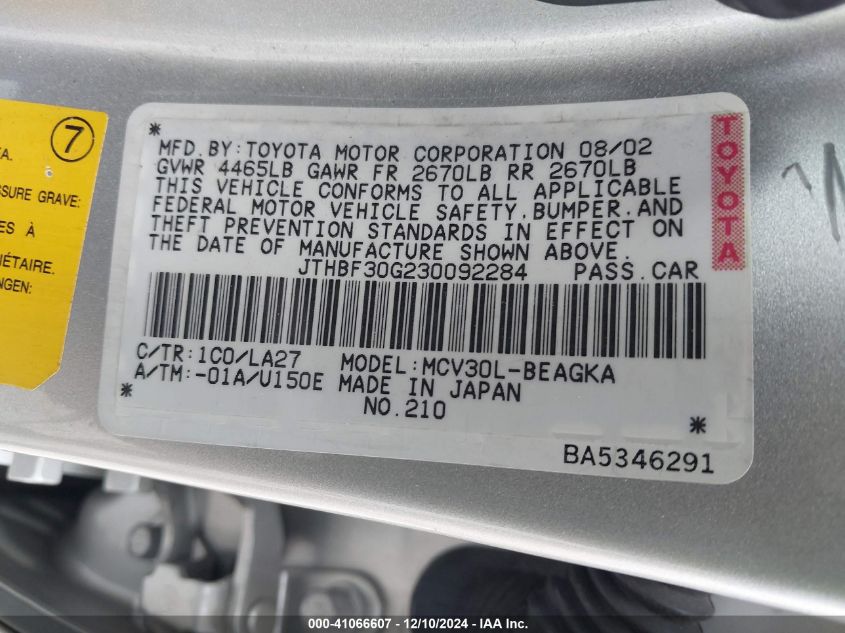 7
A.
SSURE GRAVE:
ES À
IÉTAIRE.
NGEN:
*
MFD.BY:TOYOTA MOTOR CORPORATION 08/02
GVWR 4465LB GAWR FR 2670LB RR 2670LB
THIS VEHICLE CONFORMS TO ALL APPLICABLE
FEDERAL MOTOR VEHICLE SAFETY,BUMPER,AND
THEFT PREVENTION STANDARDS IN EFFECT ON
THE DATE OF MANUFACTURE SHOWN ABOVE.
JTHBF30G230092284 PASS.CAR
C/TR:1C0/LA27 MODEL:MCV30L-BEAGKA
A/TM:-01A/U150E MADE IN JAPAN
* NO.210 *
BA5346291
TOYOTA
000-41066607 - 12/10/2024 - IAA Inc.